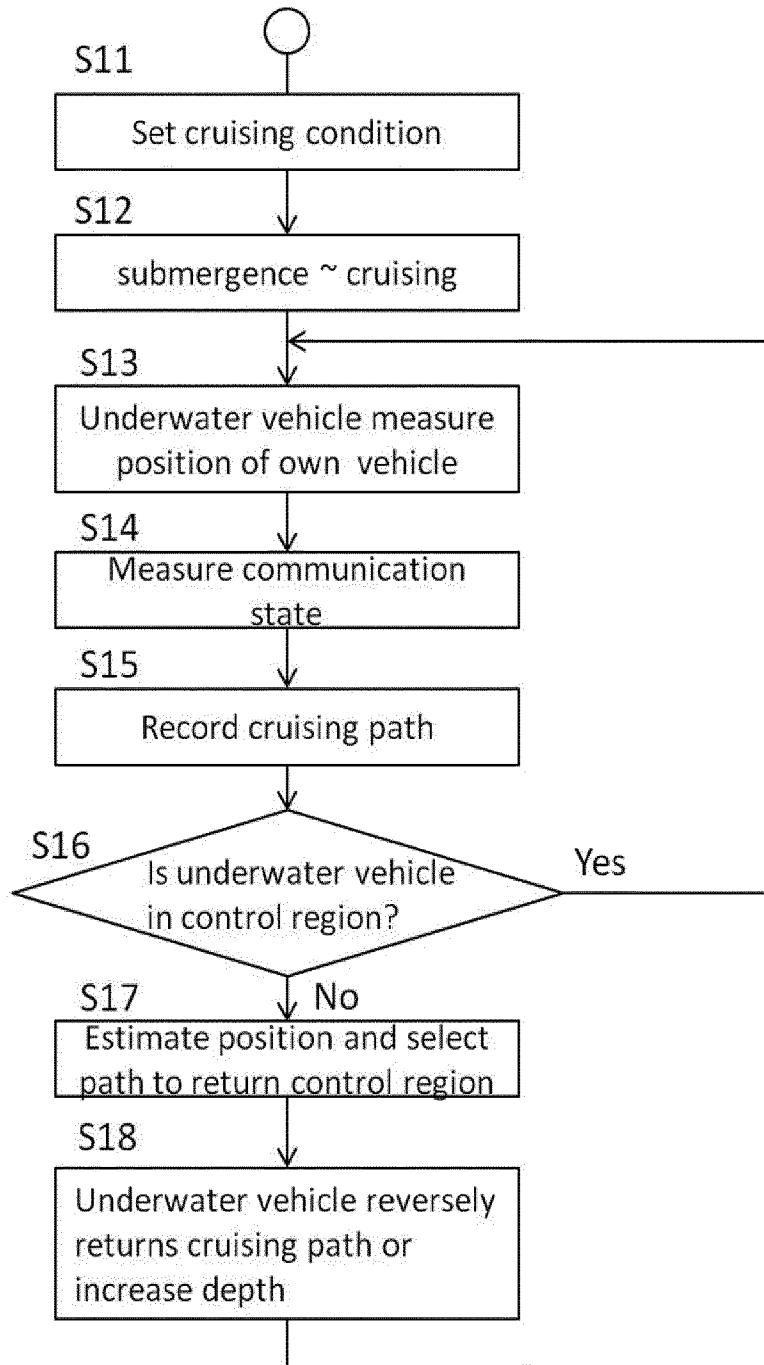 S11
Set cruising condition
S12
submergence ~ cruising
S13
Underwater vehicle measure
position of own vehicle
S14
Measure communication
state
S15
Record cruising path
S16
Is underwater vehicle
in control region?
Yes
No
S17
Estimate position and select
path to return control region
S18
Underwater vehicle reversely
returns cruising path or
increase depth